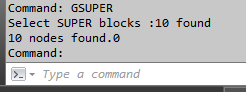 Command: GSUPER
Select SUPER blocks :10 found
10 nodes found.0
Command:
Type a command